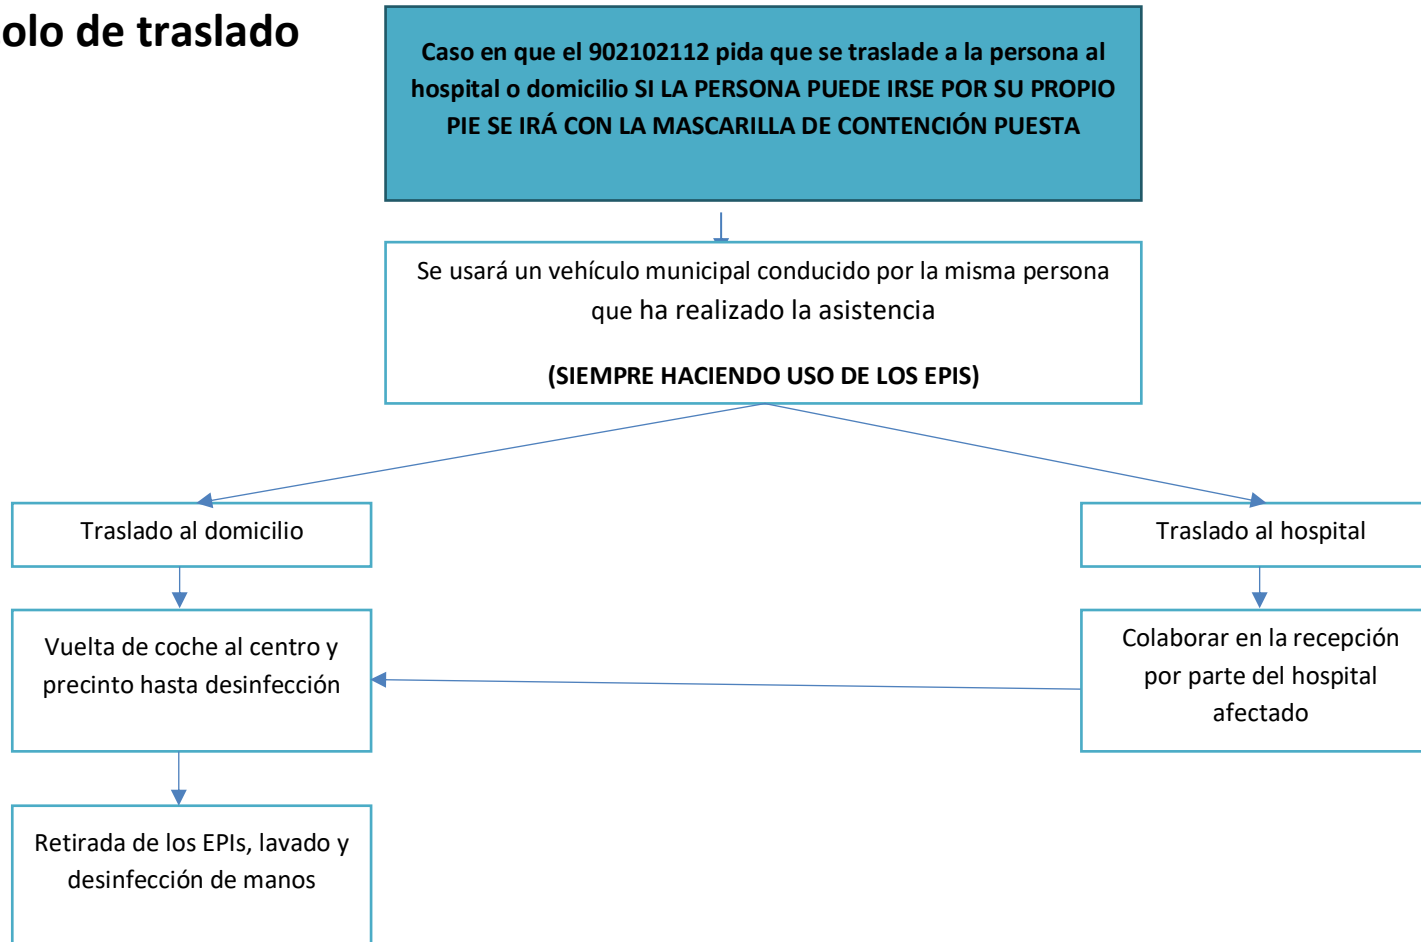 olo de traslado
Caso en que el 902102112 pida que se traslade a la persona al
hospital o domicilio SI LA PERSONA PUEDE IRSE POR SU PROPIO
PIE SE IRÁ CON LA MASCARILLA DE CONTENCIÓN PUESTA
Se usará un vehículo municipal conducido por la misma persona
que ha realizado la asistencia
(SIEMPRE HACIENDO USO DE LOS EPIS)
Traslado al domicilio
Traslado al hospital
Vuelta de coche al centro y
precinto hasta desinfección
Colaborar en la recepción
por parte del hospital
afectado
Retirada de los EPIs, lavado y
desinfección de manos